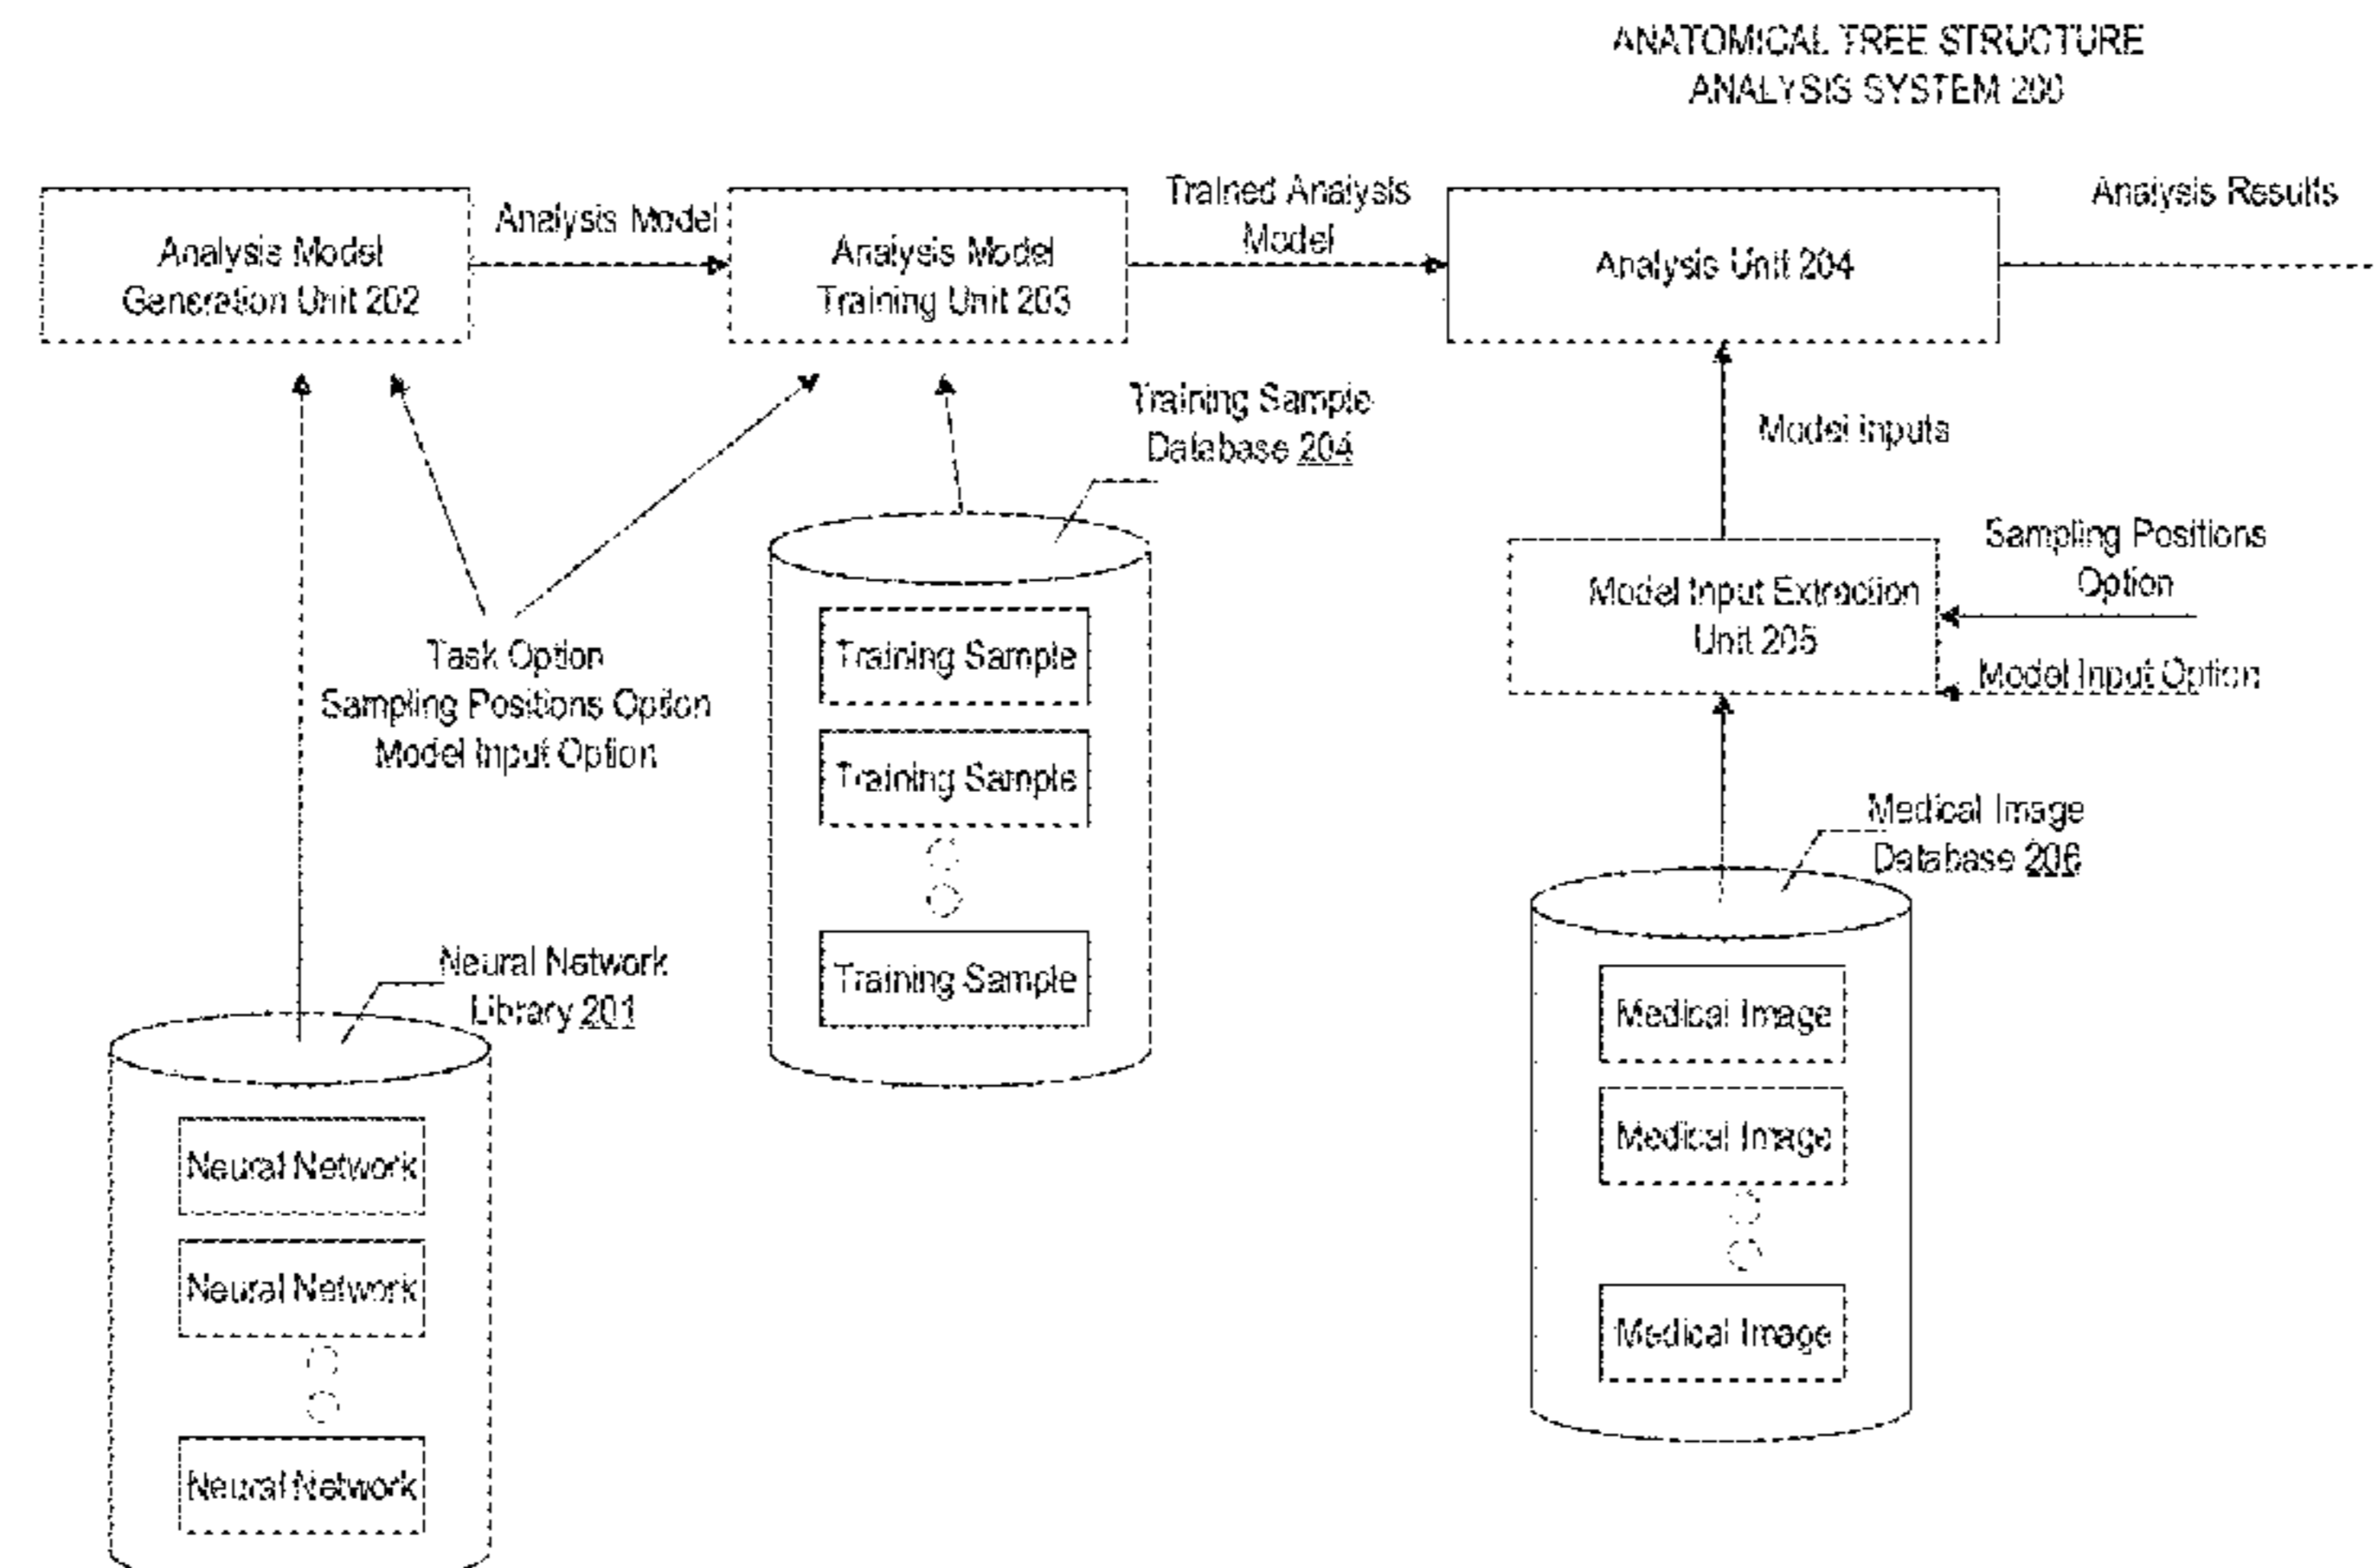 ANATOMICAL TREE STRUCTURE
ANALYSIS SYSTEM 200
Analysis Model
Generation Unit 202
Analysis Model
Analysis Model
Training Unit 203
Trained Analysis
Model
Analysis Unit 204
Analysis Results
Training Sample
Database 204
Model Inputs
Task Option
Sampling Positions Option
Model Input Option
Training Sample
Training Sample
Training Sample
Model Input Extraction
Unit 205
Sampling Positions
Option
Model Input Option
Medical Image
Database 206
Medical Image
Medical Image
Medical Image
Neural Network
Library 201
Neural Network
Neural Network
Neural Network